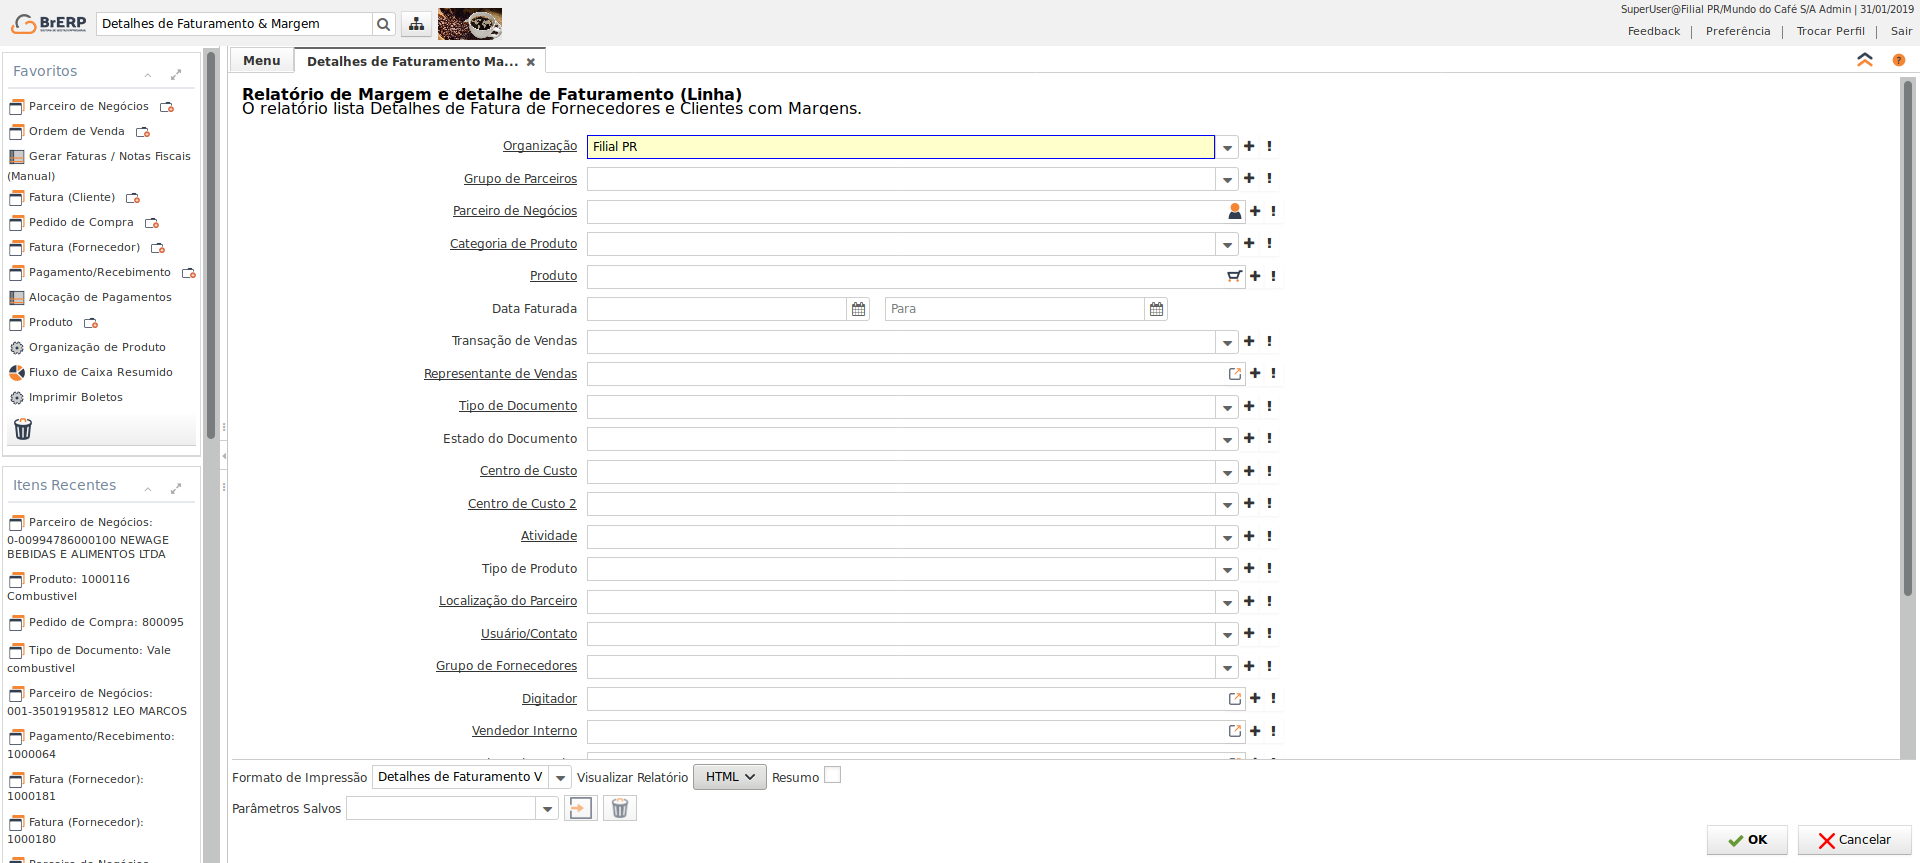 BrERP
Detalhes de Faturamento & Margem
SuperUser@Filial PR/Mundo do Café S/A Admin | 31/01/2019
Feedback | Preferência | Trocar Perfil | Sair
Favoritos
Parceiro de Negócios
Ordem de Venda
Gerar Faturas / Notas Fiscais
(Manual)
Fatura (Cliente)
Pedido de Compra
Fatura (Fornecedor)
Pagamento/Recebimento
Alocação de Pagamentos
Produto
Organização de Produto
Fluxo de Caixa Resumido
Imprimir Boletos
Itens Recentes
Parceiro de Negócios:
0-00994786000100 NEWAGE
BEBIDAS E ALIMENTOS LTDA
Produto: 1000116
Combustivel
Pedido de Compra: 800095
Tipo de Documento: Vale
combustivel
Parceiro de Negócios:
001-35019195812 LEO MARCOS
Pagamento/Recebimento:
1000064
Fatura (Fornecedor):
1000181
Fatura (Fornecedor):
1000180
Parceiro de Negócios
Menu
Detalhes de Faturamento Ma...
Relatório de Margem e detalhe de Faturamento (Linha)
O relatório lista Detalhes de Fatura de Fornecedores e Clientes com Margens.
Organização Filial PR
Grupo de Parceiros
Parceiro de Negócios
Categoria de Produto
Produto
Data Faturada Para
Transação de Vendas
Representante de Vendas
Tipo de Documento
Estado do Documento
Centro de Custo
Centro de Custo 2
Atividade
Tipo de Produto
Localização do Parceiro
Usuário/Contato
Grupo de Fornecedores
Digitador
Vendedor Interno
Formato de Impressão Detalhes de Faturamento V Visualizar Relatório HTML Resumo
Parâmetros Salvos
OK Cancelar